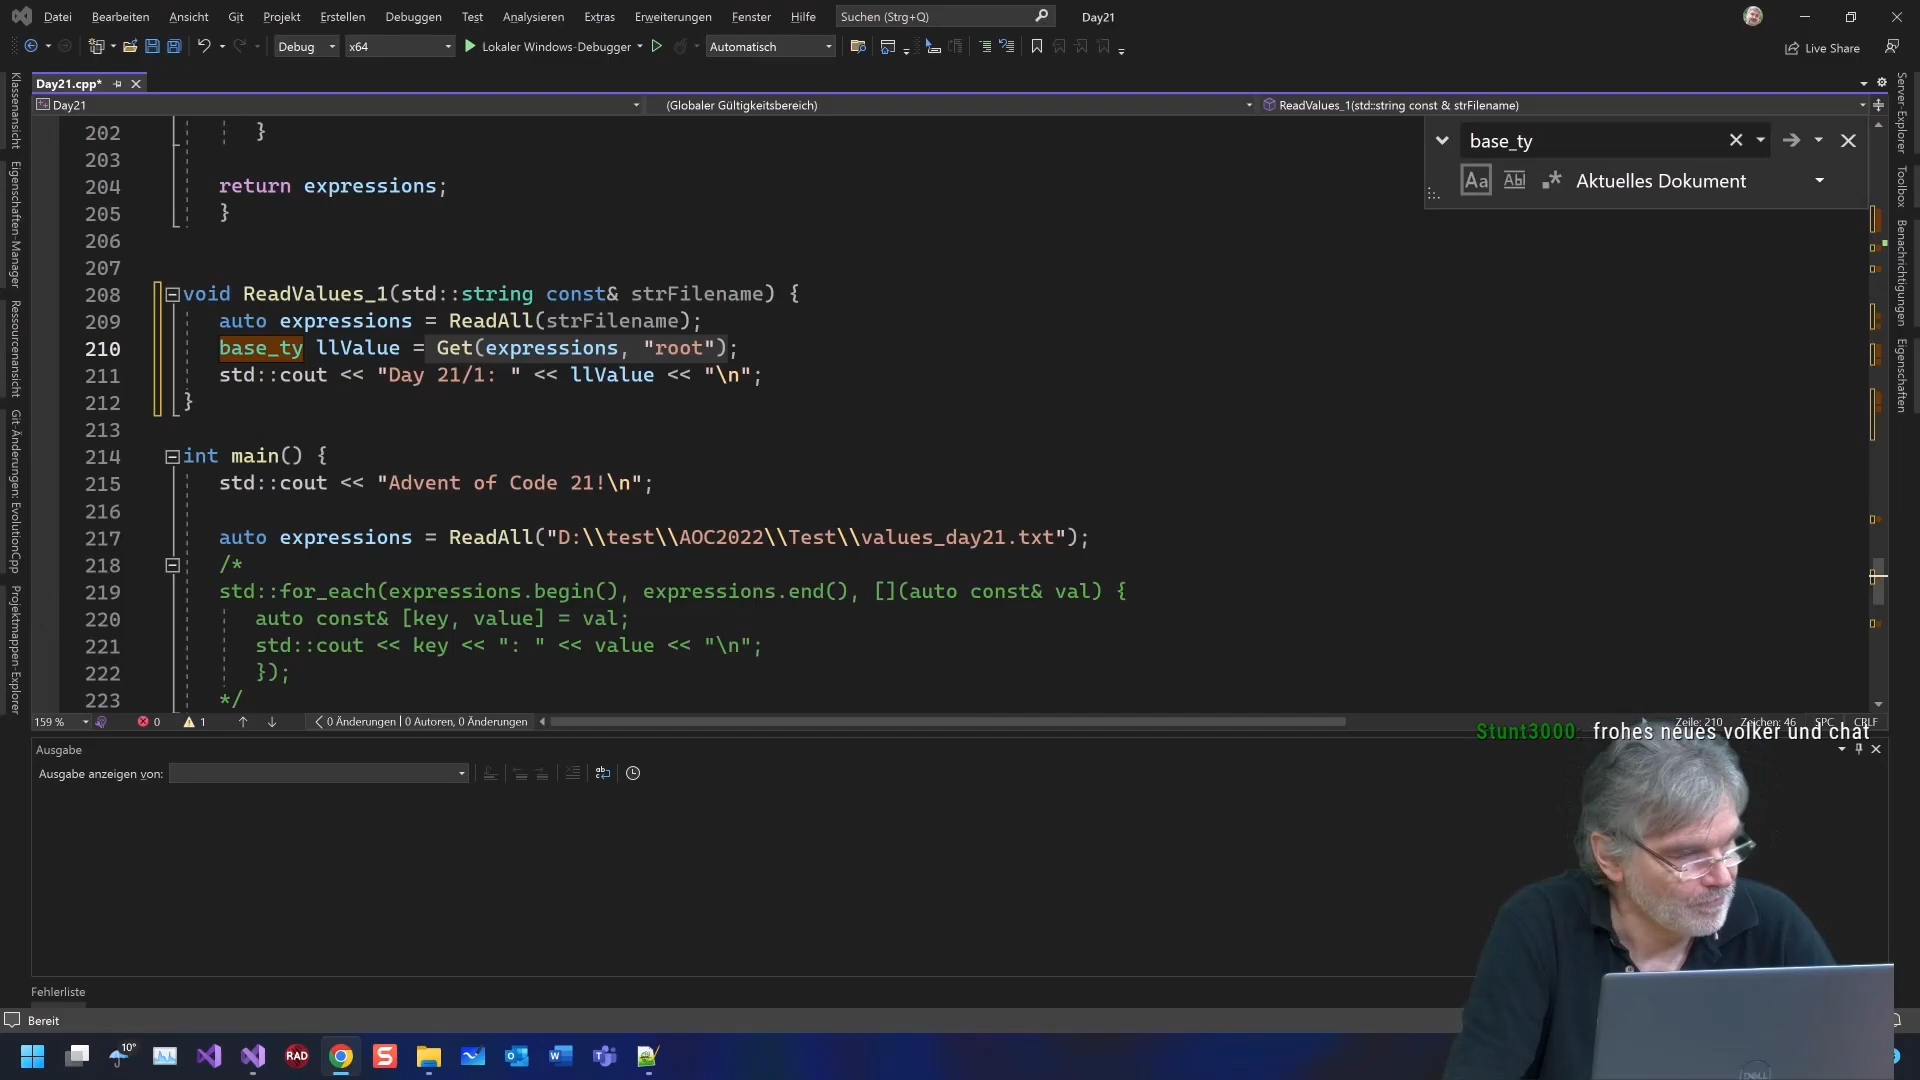 Datei Bearbeiten Ansicht Git Projekt Erstellen Debuggen Test Analysieren Extras Erweiterungen Fenster Hilfe Suchen (Strg+Q) Day21
Debug x64 Lokaler Windows-Debugger Automatisch Live Share
Day21.cpp*
Day21 (Globaler Gültigkeitsbereich) ReadValues_1(std::string const & strFilename)
Klassenansicht
Eigenschaften-Manager
Ressourcenansicht
Git-Änderungen: EvolutionCpp
Projektmappen-Explorer
base_ty
Aktuelles Dokument
Server-Explorer
Toolbox
Benachrichtigungen
Eigenschaften
202 }
203
204 return expressions;
205 }
206
207
208 void ReadValues_1(std::string const& strFilename) {
209 auto expressions = ReadAll(strFilename);
210 base_ty llValue = Get(expressions, "root");
211 std::cout << "Day 21/1: " << llValue << "\n";
212 }
213
214 int main() {
215 std::cout << "Advent of Code 21!\n";
216
217 auto expressions = ReadAll("D:\\test\\AOC2022\\Test\\values_day21.txt");
218 /*
219 std::for_each(expressions.begin(), expressions.end(), [](auto const& val) {
220 auto const& [key, value] = val;
221 std::cout << key << ": " << value << "\n";
222 });
223 */
159 % 0 1 0 Änderungen | 0 Autoren, 0 Änderungen Zeile: 210 Zeichen: 46 SPC CRLF
Stunt3000: frohes neues volker und chat
Ausgabe
Ausgabe anzeigen von:
Fehlerliste
Bereit
10°
RAD
DELL